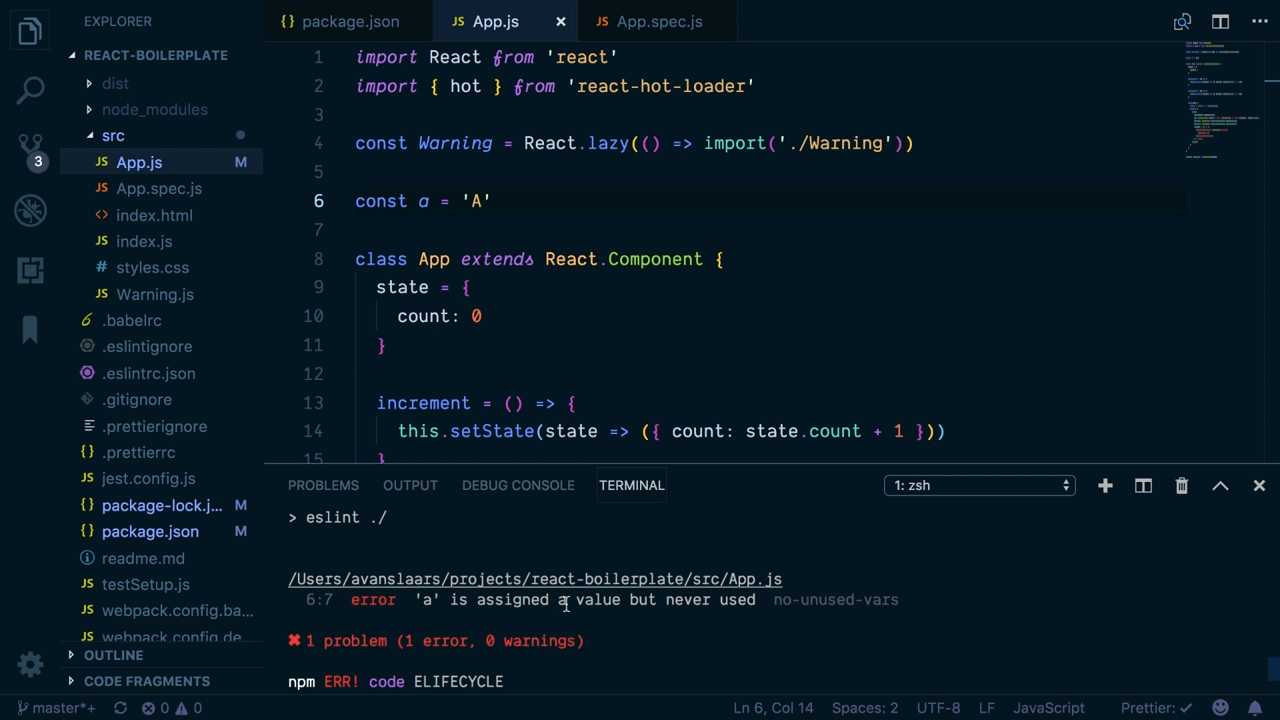 EXPLORER
REACT-BOILERPLATE
dist
node_modules
src
JS App.js M
JS App.spec.js
<> index.html
JS index.js
# styles.css
JS Warning.js
.babelrc
.eslintignore
.eslintrc.json
.gitignore
.prettierignore
{} .prettierrc
JS jest.config.js
{} package-lock.j... M
{} package.json M
readme.md
JS testSetup.js
webpack.config.ba...
webpack.config.de
OUTLINE
CODE FRAGMENTS
3
{} package.json
JS App.js ×
JS App.spec.js
1 import React from 'react'
2 import { hot } from 'react-hot-loader'
3
4 const Warning = React.lazy(() => import('./Warning'))
5
6 const a = 'A'
7
8 class App extends React.Component {
9 state = {
10 count: 0
11 }
12
13 increment = () => {
14 this.setState(state => ({ count: state.count + 1 }))
15 }
PROBLEMS OUTPUT DEBUG CONSOLE TERMINAL 1: zsh
> eslint ./
/Users/avanslaars/projects/react-boilerplate/src/App.js
6:7 error 'a' is assigned a value but never used no-unused-vars
✖ 1 problem (1 error, 0 warnings)
npm ERR! code ELIFECYCLE
master*+ 0 0 Ln 6, Col 14 Spaces: 2 UTF-8 LF JavaScript Prettier: ✓